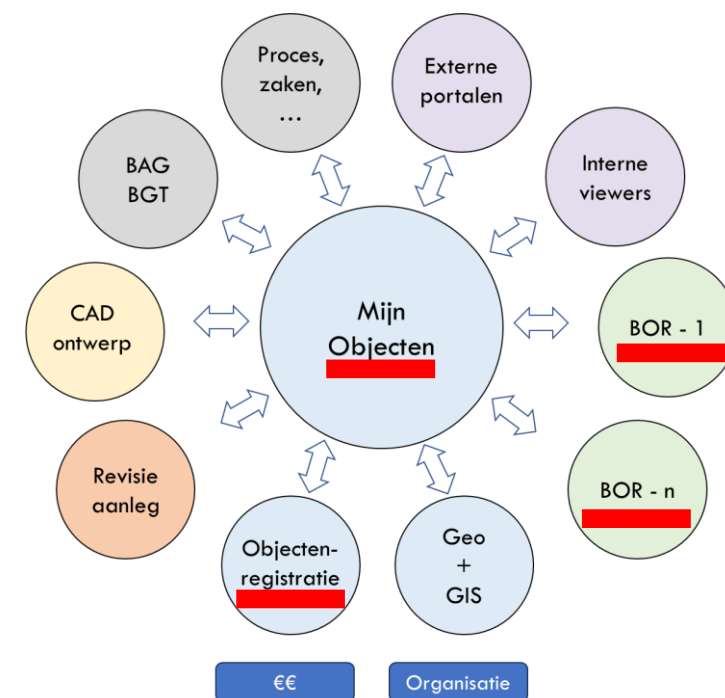 Proces,
zaken,
...
Externe
portalen
BAG
BGT
Interne
viewers
CAD
ontwerp
Mijn
Objecten
BOR - 1
Revisie
aanleg
BOR - n
Objecten-
registratie
Geo
+
GIS
€€
Organisatie